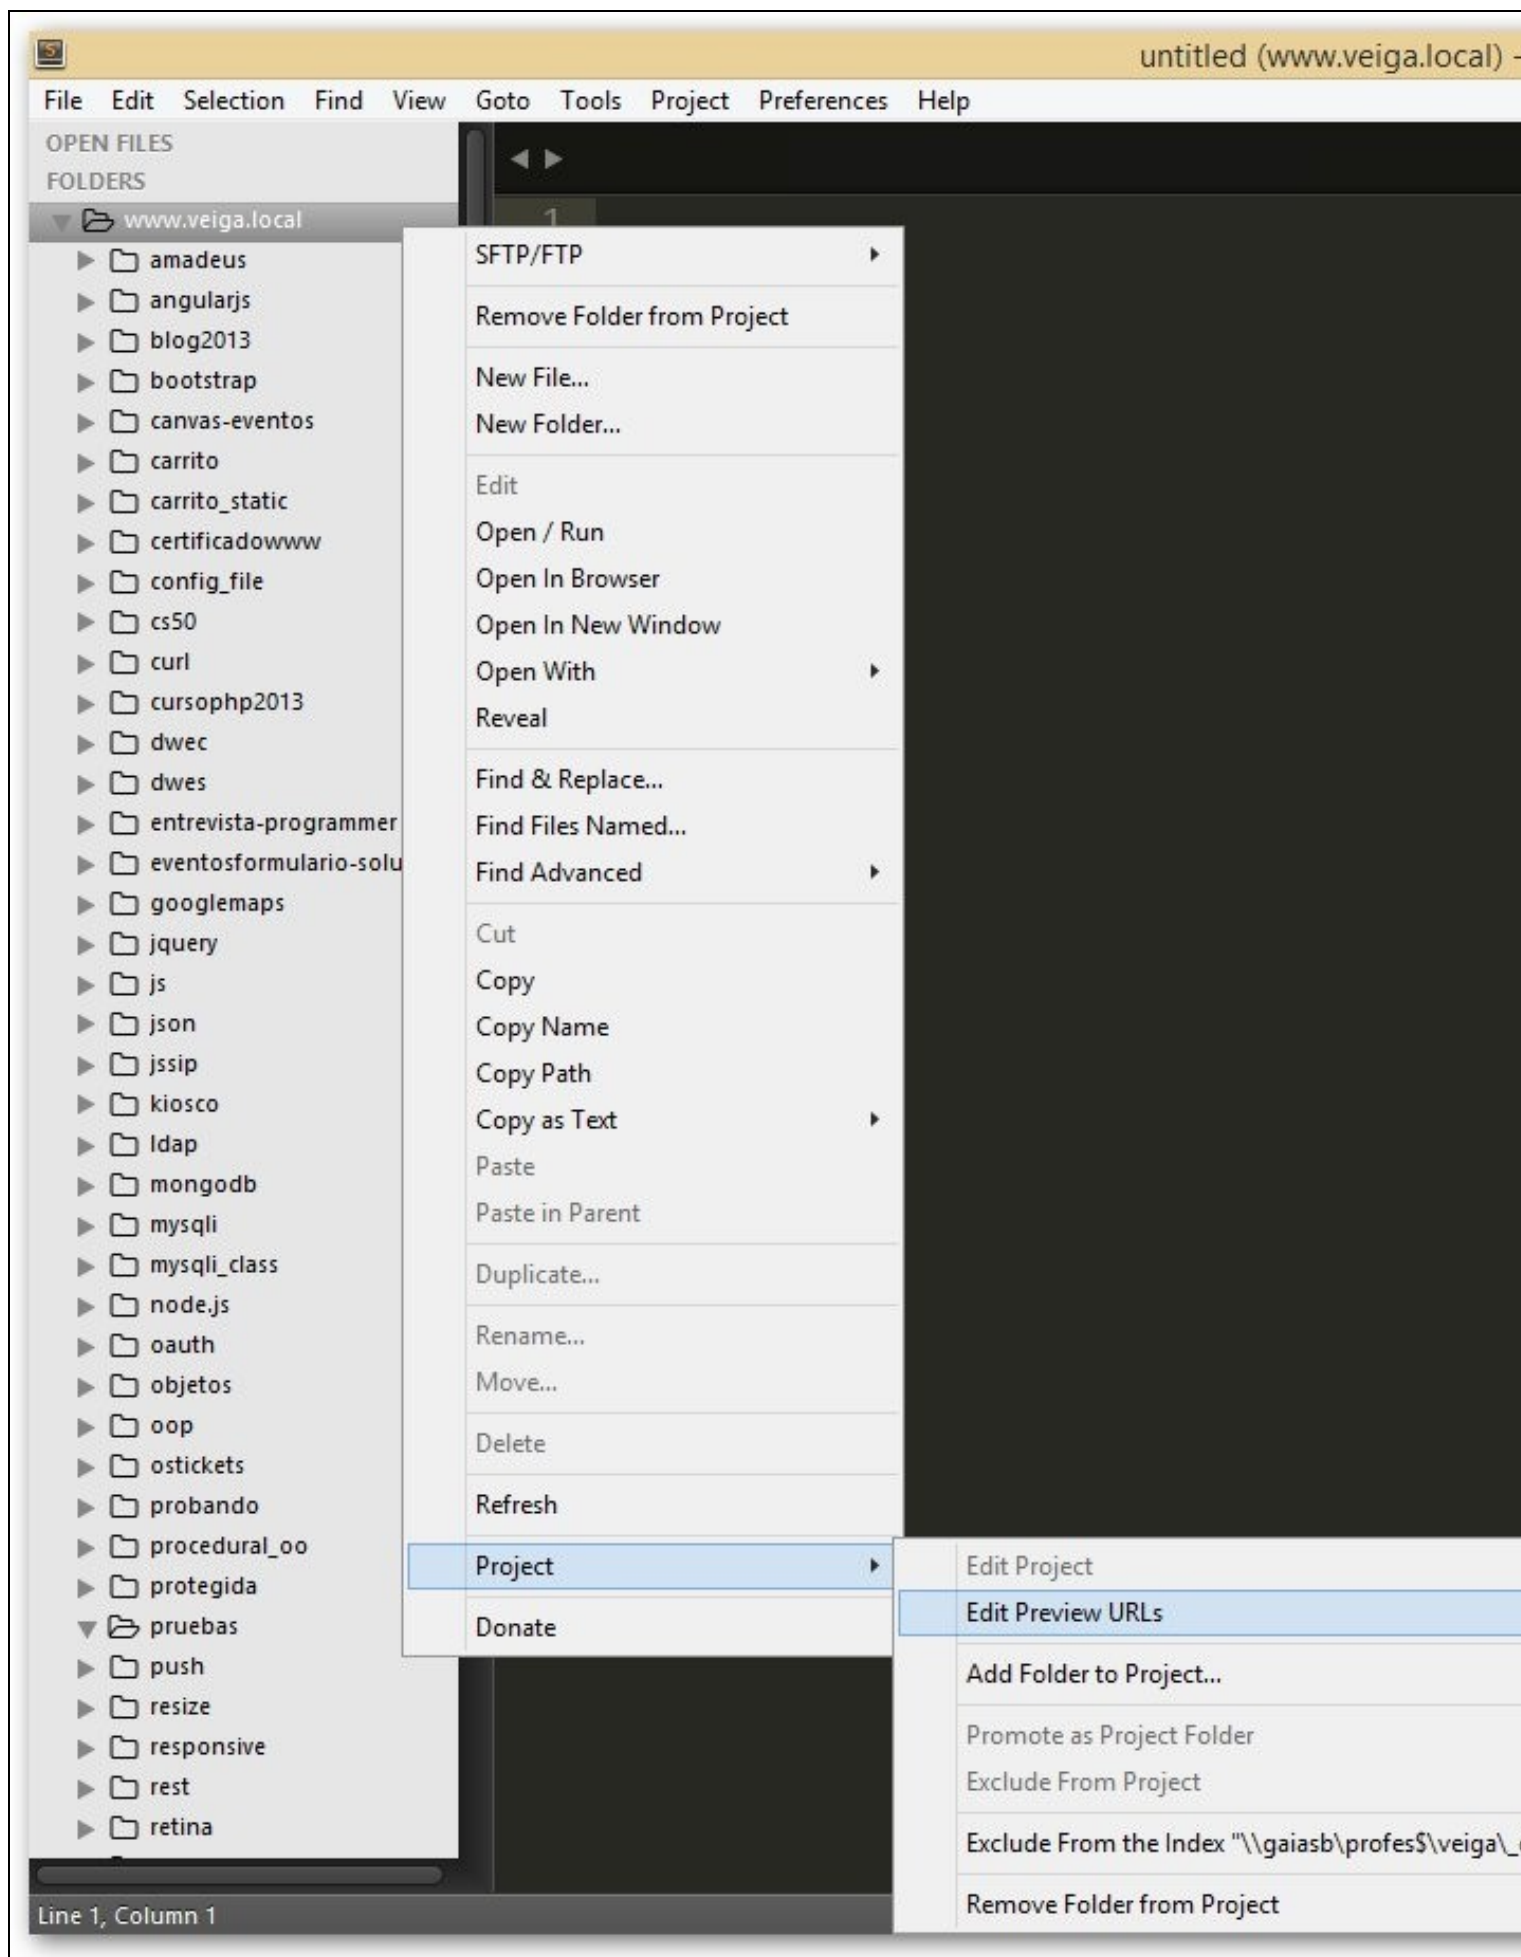 untitled (www.veiga.local) -
File Edit Selection Find View Goto Tools Project Preferences Help
OPEN FILES
FOLDERS
www.veiga.local
amadeus
angularjs
blog2013
bootstrap
canvas-eventos
carrito
carrito_static
certificadowww
config_file
cs50
curl
cursophp2013
dwec
dwes
entrevista-programmer
eventosformulario-solu
googlemaps
jquery
js
json
jssip
kiosco
ldap
mongodb
mysqli
mysqli_class
node.js
oauth
objetos
oop
ostickets
probando
procedural_oo
protegida
pruebas
push
resize
responsive
rest
retina
1
SFTP/FTP
Remove Folder from Project
New File...
New Folder...
Edit
Open / Run
Open In Browser
Open In New Window
Open With
Reveal
Find & Replace...
Find Files Named...
Find Advanced
Cut
Copy
Copy Name
Copy Path
Copy as Text
Paste
Paste in Parent
Duplicate...
Rename...
Move...
Delete
Refresh
Project
Donate
Edit Project
Edit Preview URLs
Add Folder to Project...
Promote as Project Folder
Exclude From Project
Exclude From the Index "\\gaiasb\profes$\veiga\_
Remove Folder from Project
Line 1, Column 1